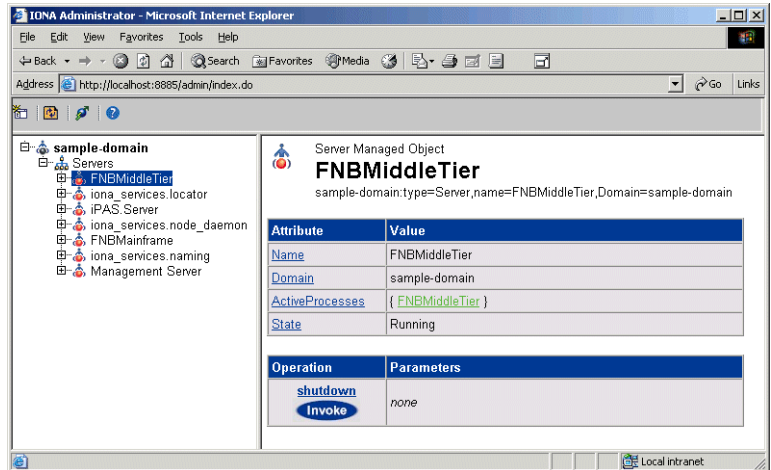 IONA Administrator - Microsoft Internet Explorer
File Edit View Favorites Tools Help
Back Search Favorites Media
Address http://localhost:8885/admin/index.do Go Links
sample-domain
Servers
FNBMiddleTier
iona_services.locator
iPAS.Server
iona_services.node_daemon
FNBMainframe
iona_services.naming
Management Server
Server Managed Object
FNBMiddleTier
sample-domain:type=Server,name=FNBMiddleTier,Domain=sample-domain
Attribute Value
Name FNBMiddleTier
Domain sample-domain
ActiveProcesses { FNBMiddleTier }
State Running
Operation Parameters
shutdown
Invoke none
Local intranet